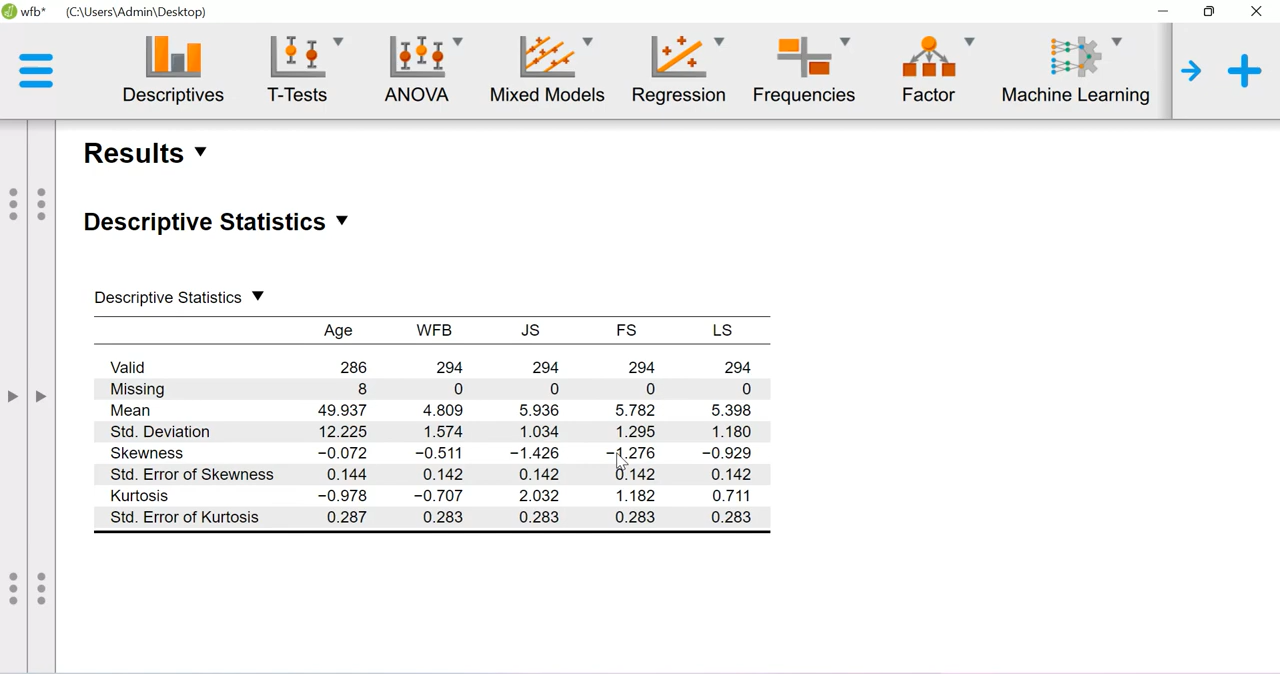 wfb* (C:\Users\Admin\Desktop)
Descriptives T-Tests ANOVA Mixed Models Regression Frequencies Factor Machine Learning
Results
Descriptive Statistics
Descriptive Statistics
Age WFB JS FS LS
Valid 286 294 294 294 294
Missing 8 0 0 0 0
Mean 49.937 4.809 5.936 5.782 5.398
Std. Deviation 12.225 1.574 1.034 1.295 1.180
Skewness −0.072 −0.511 −1.426 −1.276 −0.929
Std. Error of Skewness 0.144 0.142 0.142 0.142 0.142
Kurtosis −0.978 −0.707 2.032 1.182 0.711
Std. Error of Kurtosis 0.287 0.283 0.283 0.283 0.283